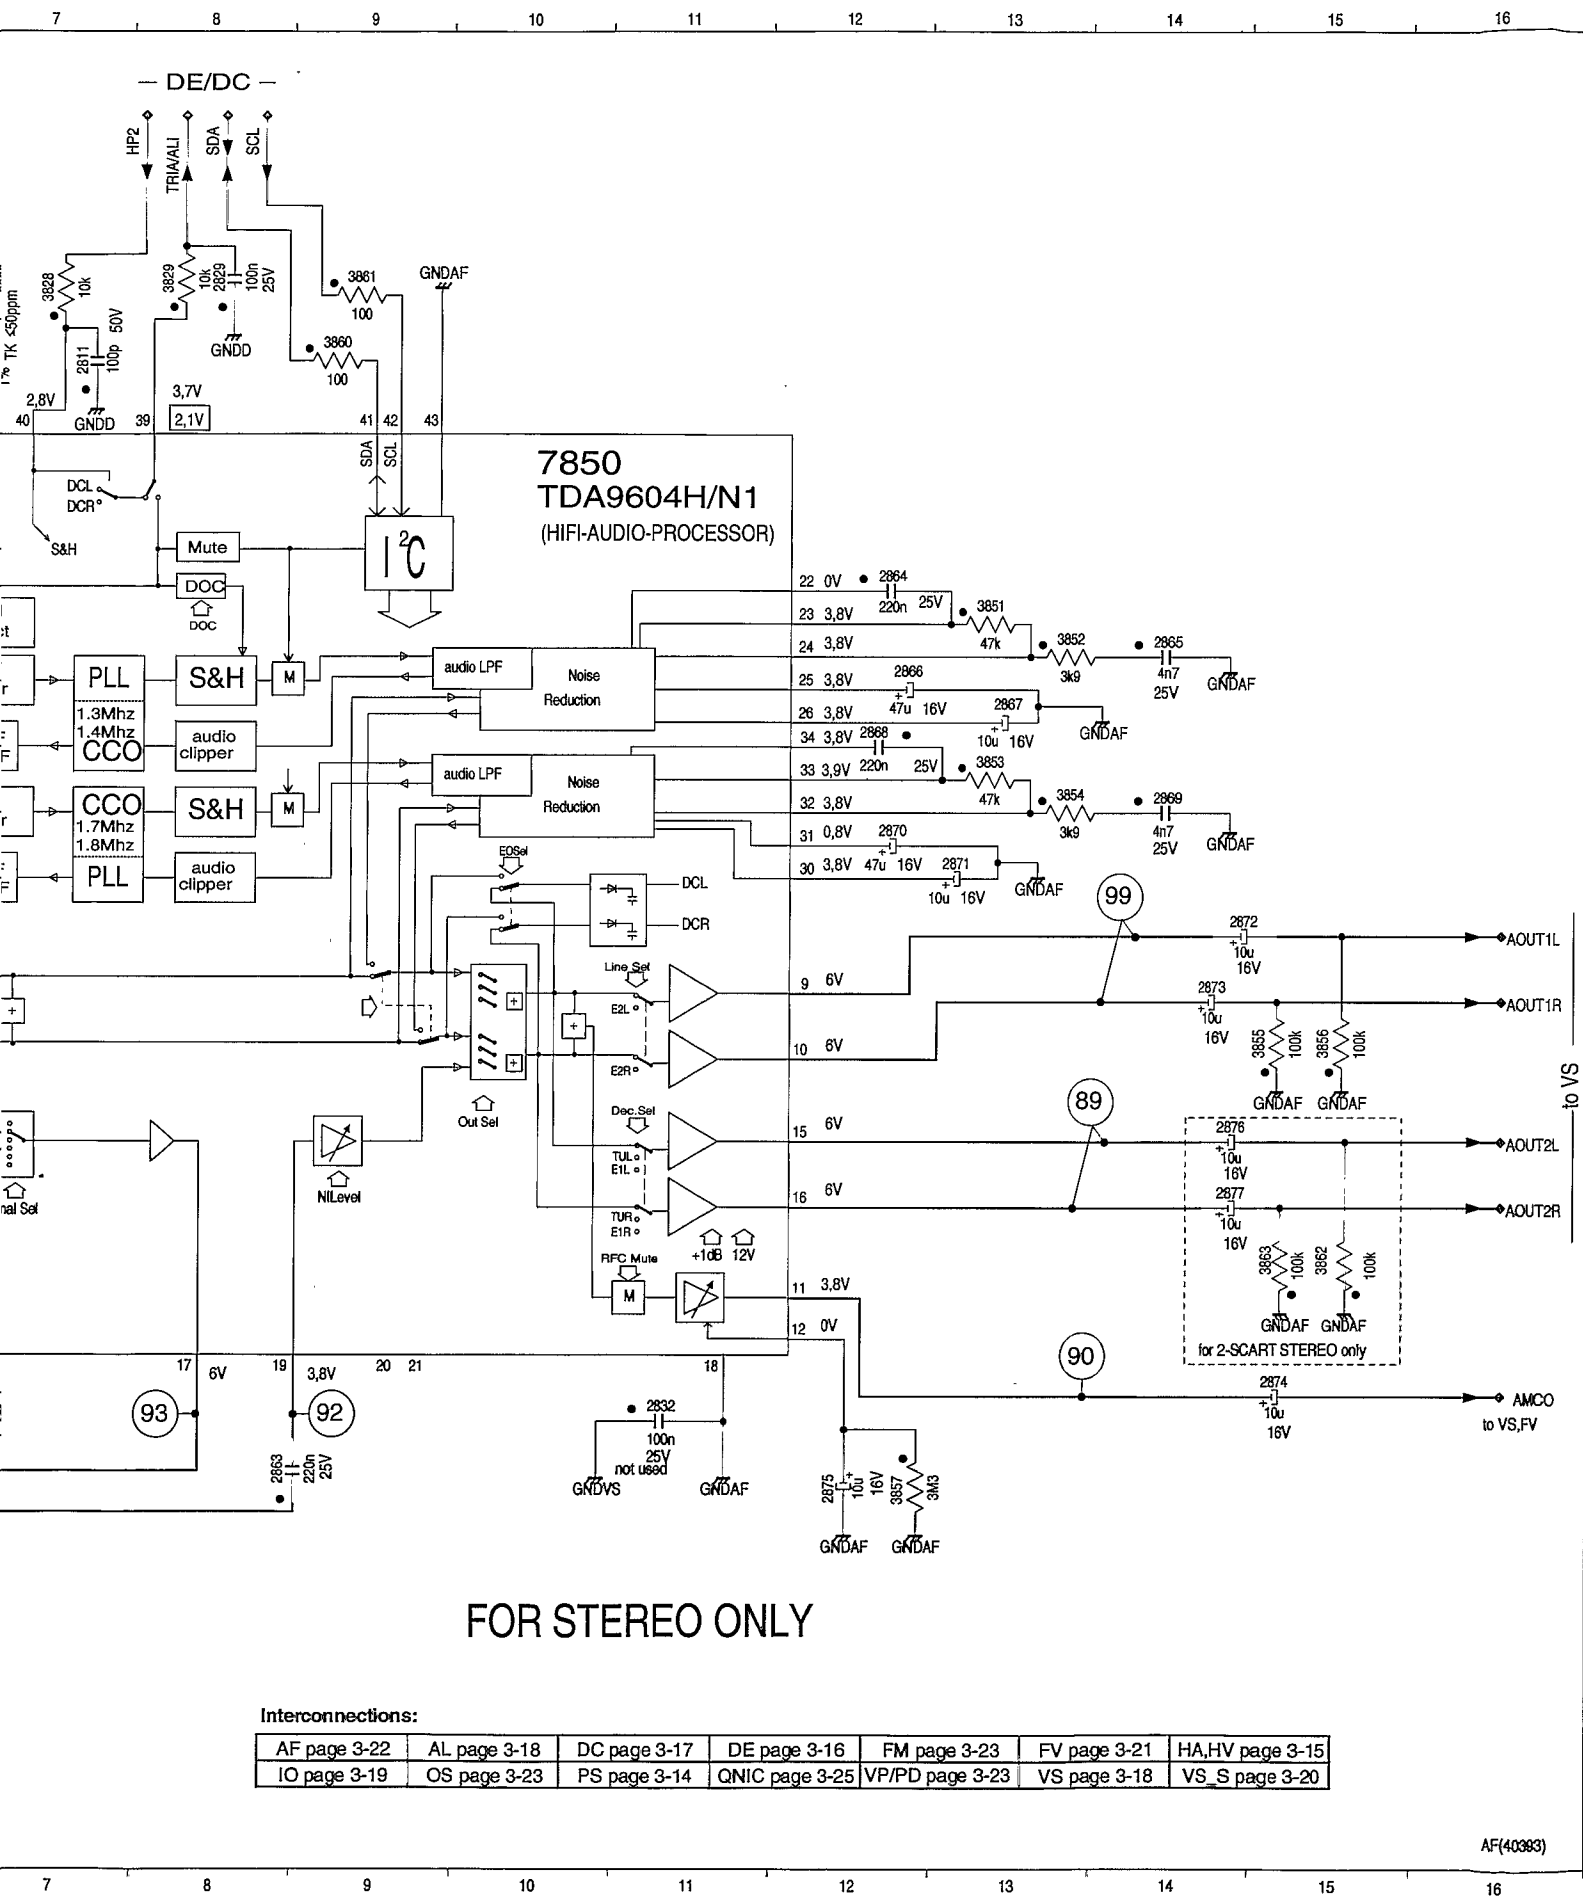 7 8 9 10 11 12 13 14 15 16
— DE/DC —
HP2
TRIA/ALI
SDA
SCL
TK ≤50ppm
3828
10k
3829
10k
2829
100n
25V
GNDD
3861
100
3860
100
GNDAF
2811
100p
50V
GNDD
2,8V
40
39
3,7V
2,1V
41
42
43
SDA
SCL
7850
TDA9604H/N1
(HIFI-AUDIO-PROCESSOR)
DCL
DCR
S&H
Mute
I²C
DOC
DOC
PLL
1.3Mhz
1.4Mhz
CCO
S&H
M
audio
clipper
CCO
1.7Mhz
1.8Mhz
PLL
S&H
M
audio
clipper
audio LPF
Noise
Reduction
audio LPF
Noise
Reduction
22 0V
2864
220n
25V
23 3,8V
3851
47k
24 3,8V
3852
3k9
2865
4n7
25V
GNDAF
25 3,8V
2866
+
47u 16V
26 3,8V
2867
+
10u 16V
GNDAF
34 3,8V
2868
220n
25V
33 3,9V
3853
47k
32 3,8V
3854
3k9
2869
4n7
25V
GNDAF
31 0,8V
2870
+
47u 16V
30 3,8V
2871
+
10u 16V
GNDAF
EOSel
DCL
DCR
Line Sel
E2L
E2R
+
+
+
+
Out Sel
Dec.Sel
TUL
E1L
TUR
E1R
+1dB 12V
RFC Mute
M
NILevel
nal Sel
9 6V
10 6V
15 6V
16 6V
11 3,8V
12 0V
99
2872
+
10u
16V
AOUT1L
2873
+
10u
16V
AOUT1R
3855
100k
3856
100k
GNDAF
GNDAF
to VS
89
2876
+
10u
16V
AOUT2L
2877
+
10u
16V
AOUT2R
3863
100k
3862
100k
GNDAF
GNDAF
for 2-SCART STEREO only
90
2874
+
10u
16V
AMCO
to VS,FV
17
6V
19
3,8V
20
21
18
93
92
2863
220n
25V
2832
100n
25V
not used
GNDVS
GNDAF
2875
+
10u
16V
3857
3M3
GNDAF
GNDAF
FOR STEREO ONLY
Interconnections:
AF page 3-22 AL page 3-18 DC page 3-17 DE page 3-16 FM page 3-23 FV page 3-21 HA,HV page 3-15
IO page 3-19 OS page 3-23 PS page 3-14 QNIC page 3-25 VP/PD page 3-23 VS page 3-18 VS_S page 3-20
AF(40393)
7 8 9 10 11 12 13 14 15 16